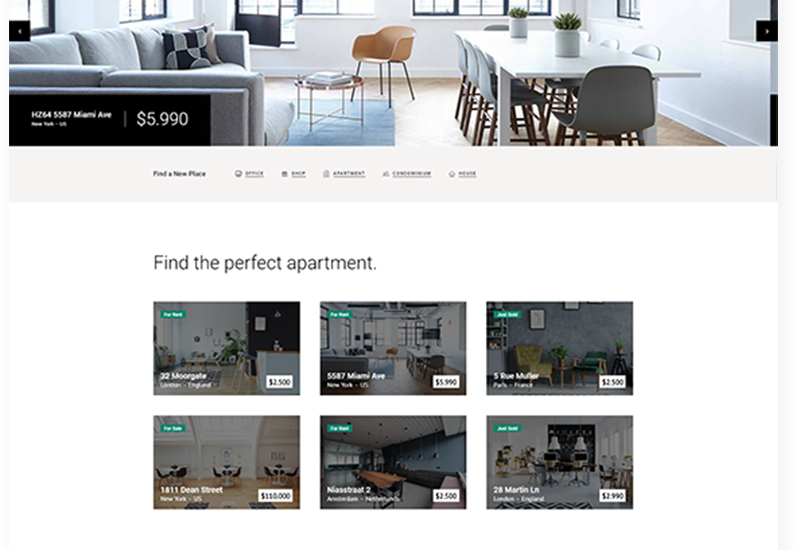 HZ64 5587 Miami Ave
New York - US
$5.990
Find a New Place
OFFICE
SHOP
APARTMENT
CONDOMINIUM
HOUSE
Find the perfect apartment.
For Rent
32 Moorgate
London - England
$2.500
For Rent
5587 Miami Ave
New York - US
$5.990
Just Sold
5 Rue Muller
Paris - France
$2.500
For Sale
1811 Dean Street
New York - US
$110.000
For Rent
Niasstraat 2
Amsterdam - Netherlands
$2.500
Just Sold
28 Martin Ln
London - England
$2.990